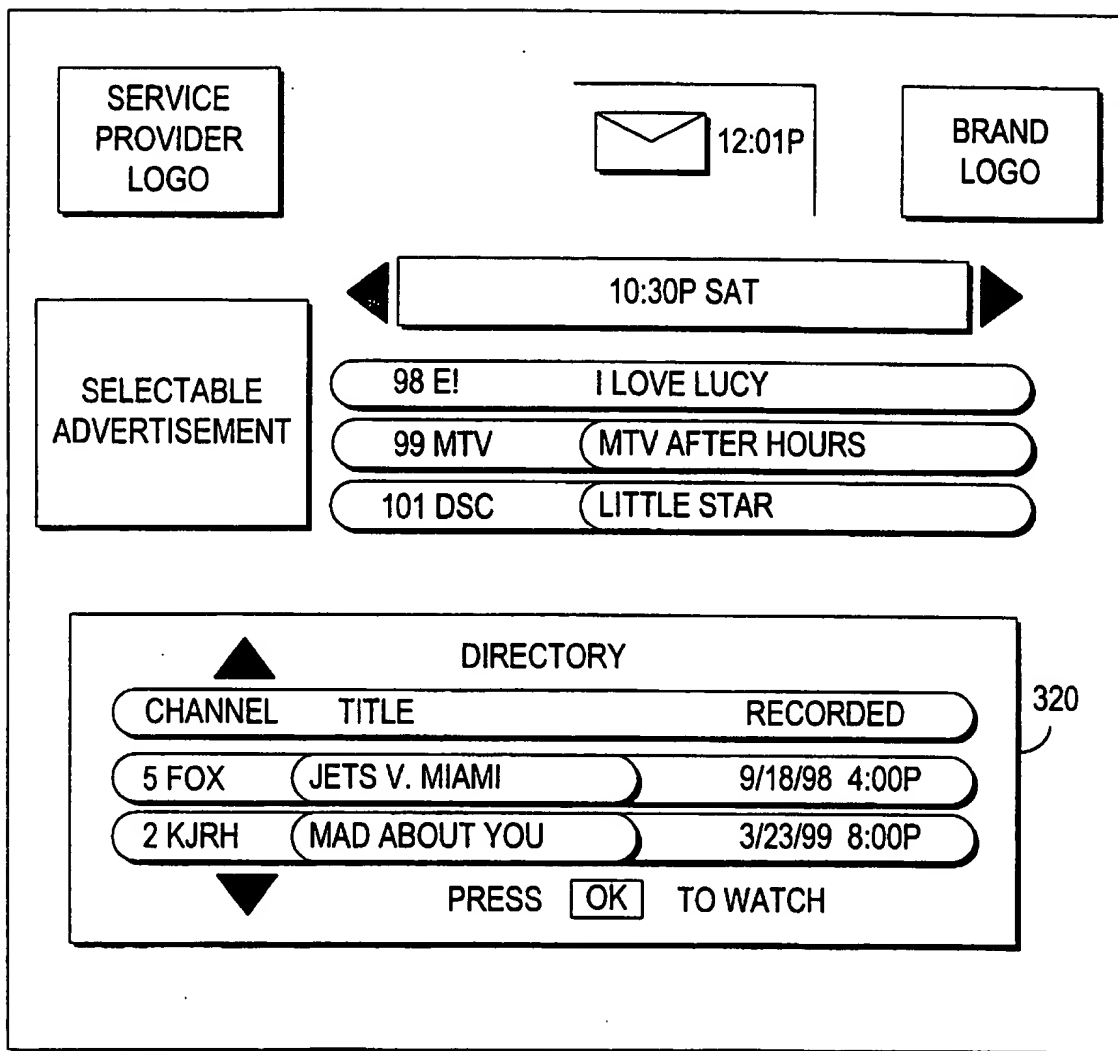 SERVICE
PROVIDER
LOGO
12:01P
BRAND
LOGO
10:30P SAT
SELECTABLE
ADVERTISEMENT
98 E! I LOVE LUCY
99 MTV MTV AFTER HOURS
101 DSC LITTLE STAR
DIRECTORY
CHANNEL TITLE RECORDED
320
5 FOX JETS V. MIAMI 9/18/98 4:00P
2 KJRH MAD ABOUT YOU 3/23/99 8:00P
PRESS OK TO WATCH